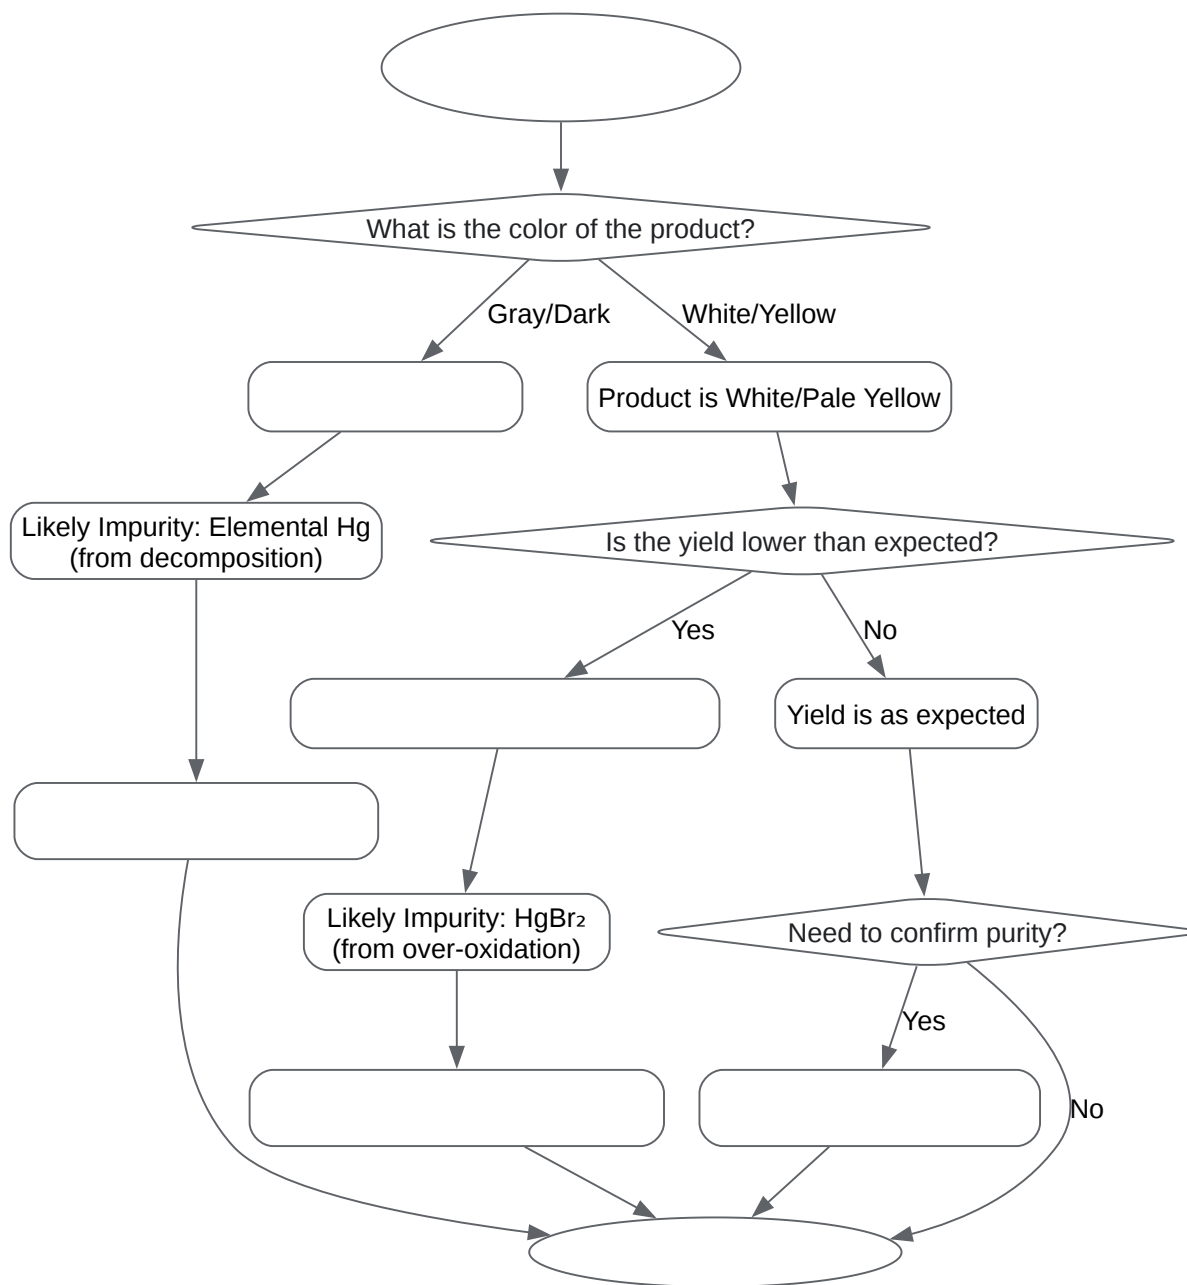 What is the color of the product?
Gray/Dark
White/Yellow
Product is White/Pale Yellow
Likely Impurity: Elemental Hg
(from decomposition)
Is the yield lower than expected?
Yes
No
Yield is as expected
Likely Impurity: HgBr₂
(from over-oxidation)
Need to confirm purity?
Yes
No